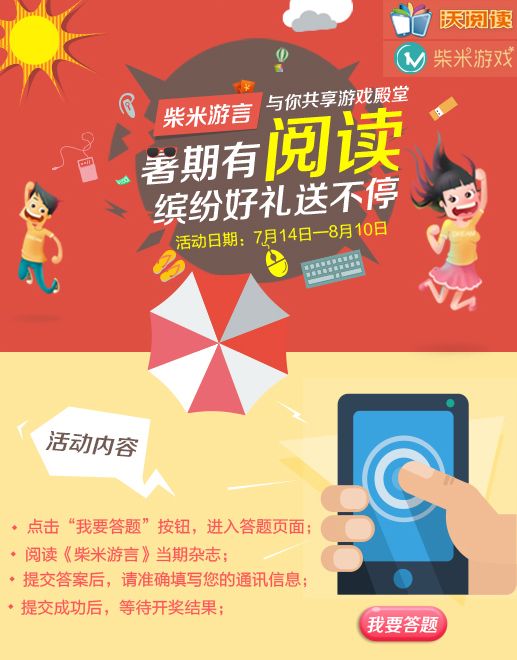 沃阅读
柴米游戏
柴米游言 与你共享游戏殿堂
暑期有阅读
缤纷好礼送不停
活动日期：7月14日—8月10日
DREAM
活动内容
点击“我要答题”按钮，进入答题页面；
阅读《柴米游言》当期杂志；
提交答案后，请准确填写您的通讯信息；
提交成功后，等待开奖结果；
我要答题